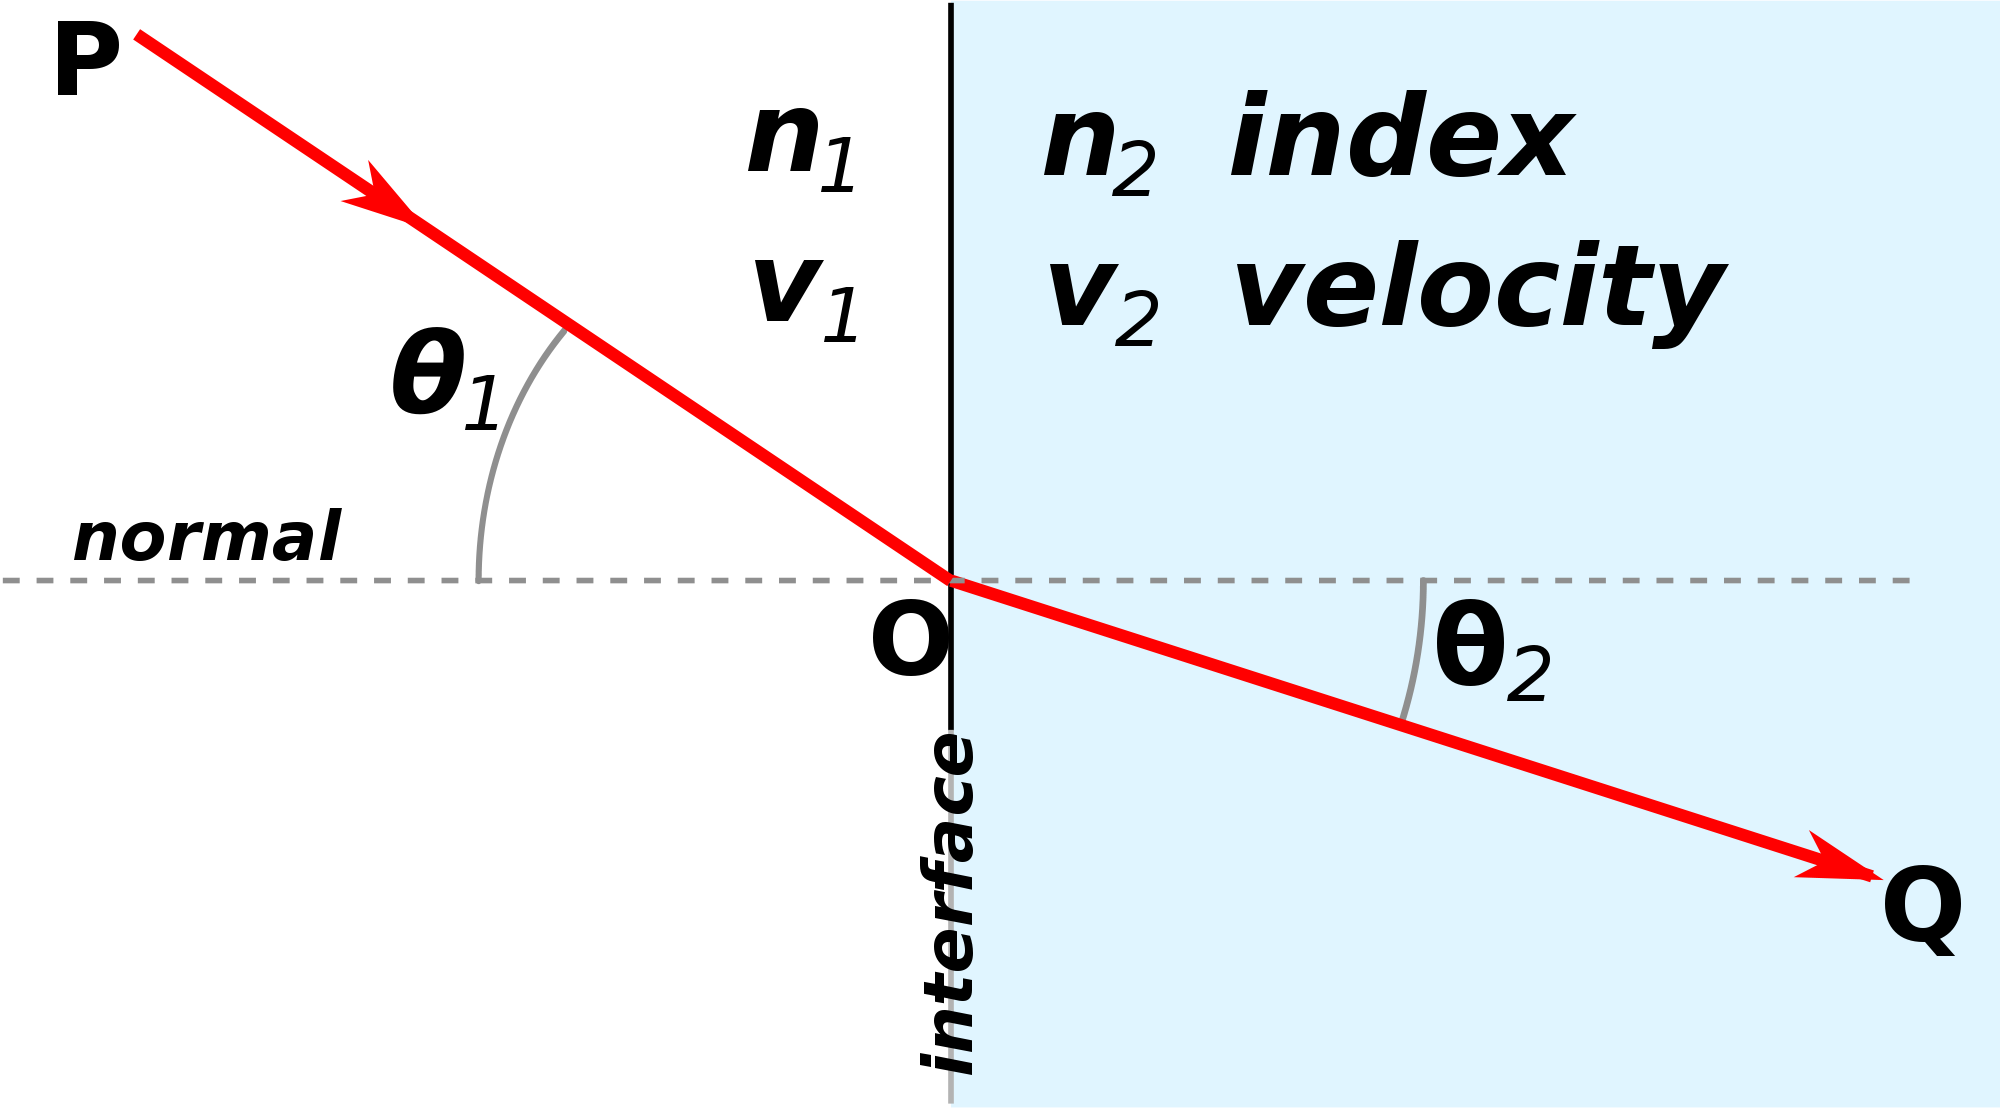 P
n1
n2 index
v1
v2 velocity
θ1
normal
O
θ2
interface
Q